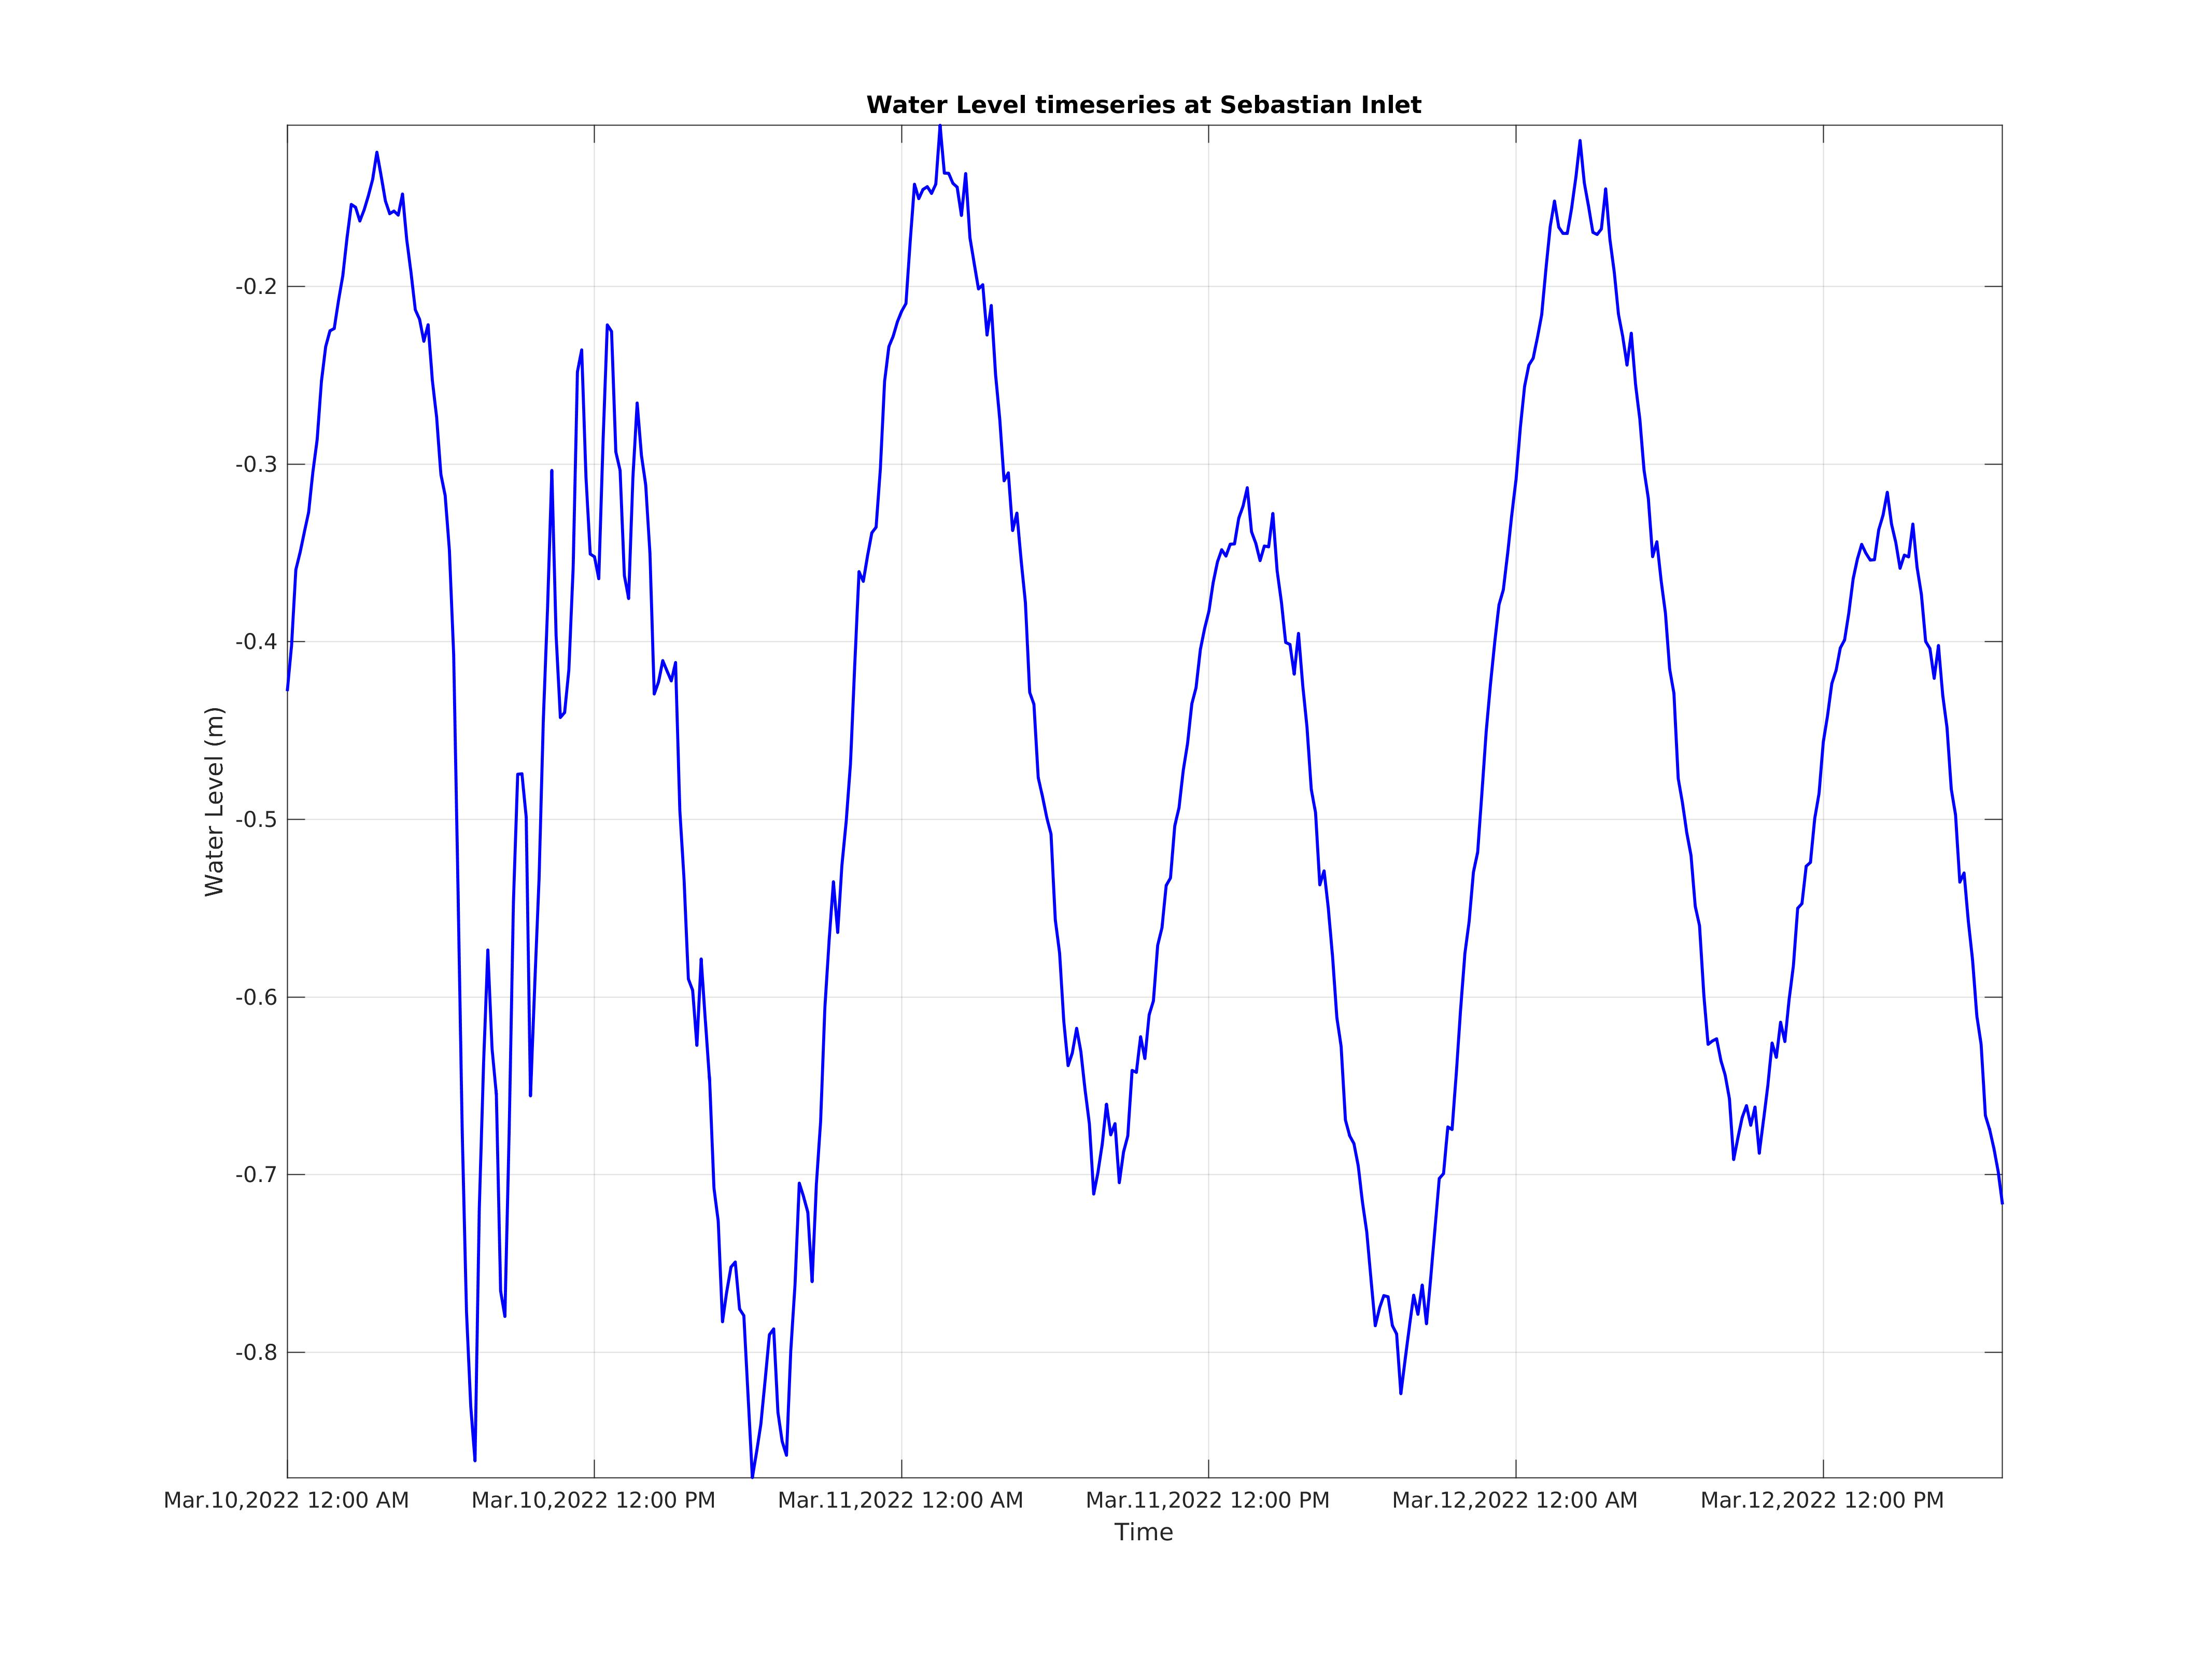 Water Level timeseries at Sebastian Inlet
-0.2
-0.3
-0.4
-0.5
-0.6
-0.7
-0.8
Water Level (m)
Mar.10,2022 12:00 AM Mar.10,2022 12:00 PM Mar.11,2022 12:00 AM Mar.11,2022 12:00 PM Mar.12,2022 12:00 AM Mar.12,2022 12:00 PM
Time